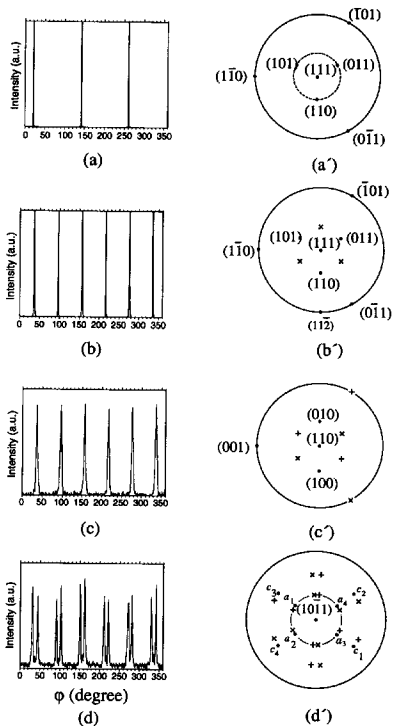 Intensity (a.u.)
0 50 100 150 200 250 300 350
(a)
(1̄01)
(101)
(111)
(011)
(11̄0)
(110)
(01̄1)
(a´)
Intensity (a.u.)
0 50 100 150 200 250 300 350
(b)
(1̄01)
(101)
(111)
(011)
(11̄0)
(110)
(01̄1)
(112̄)
(b´)
Intensity (a.u.)
0 50 100 150 200 250 300 350
(c)
(010)
(001)
(110)
(100)
(c´)
Intensity (a.u.)
0 50 100 150 200 250 300 350
φ (degree)
(d)
c3
c2
a1
a4
(101̄1)
a2
a3
c4
c1
(d´)